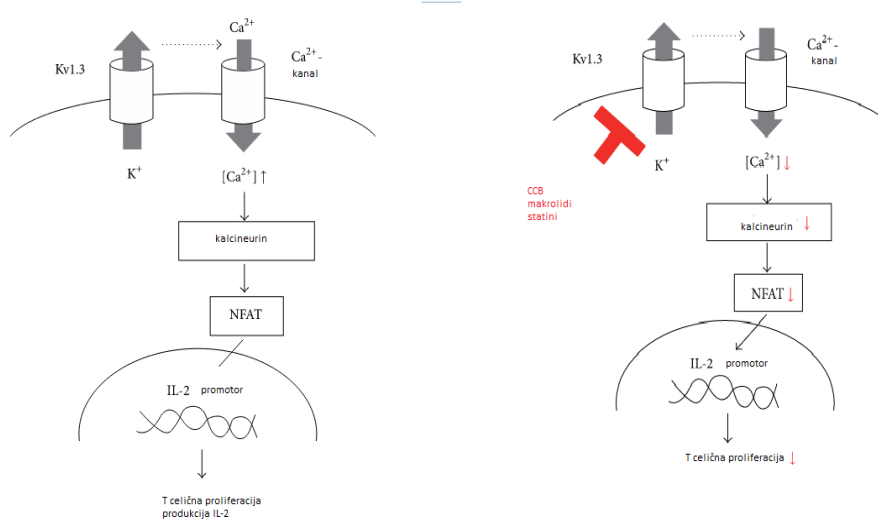 Ca²⁺
Kv1.3
Ca²⁺-
kanal
K⁺
[Ca²⁺] ↑
kalcineurin
NFAT
IL-2 promotor
T celična proliferacija
produkcija IL-2
Kv1.3
Ca²⁺-
kanal
K⁺
[Ca²⁺] ↓
CCB
makrolidi
statini
kalcineurin ↓
NFAT ↓
IL-2 promotor
T celična proliferacija ↓